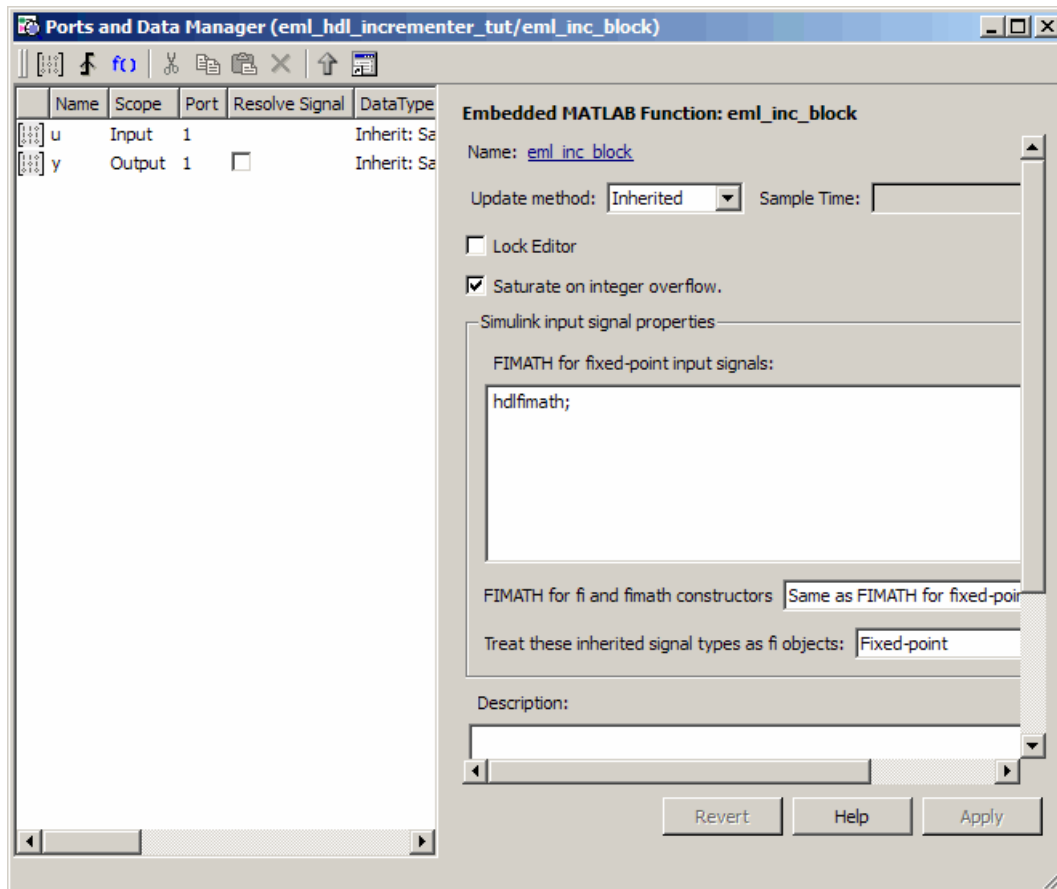 Ports and Data Manager (eml_hdl_incrementer_tut/eml_inc_block)
f()
Name Scope Port Resolve Signal DataType
u Input 1 Inherit: Sa
y Output 1 Inherit: Sa
Embedded MATLAB Function: eml_inc_block
Name: eml_inc_block
Update method: Inherited Sample Time:
Lock Editor
Saturate on integer overflow.
Simulink input signal properties
FIMATH for fixed-point input signals:
hdlfimath;
FIMATH for fi and fimath constructors Same as FIMATH for fixed-poin
Treat these inherited signal types as fi objects: Fixed-point
Description:
Revert Help Apply